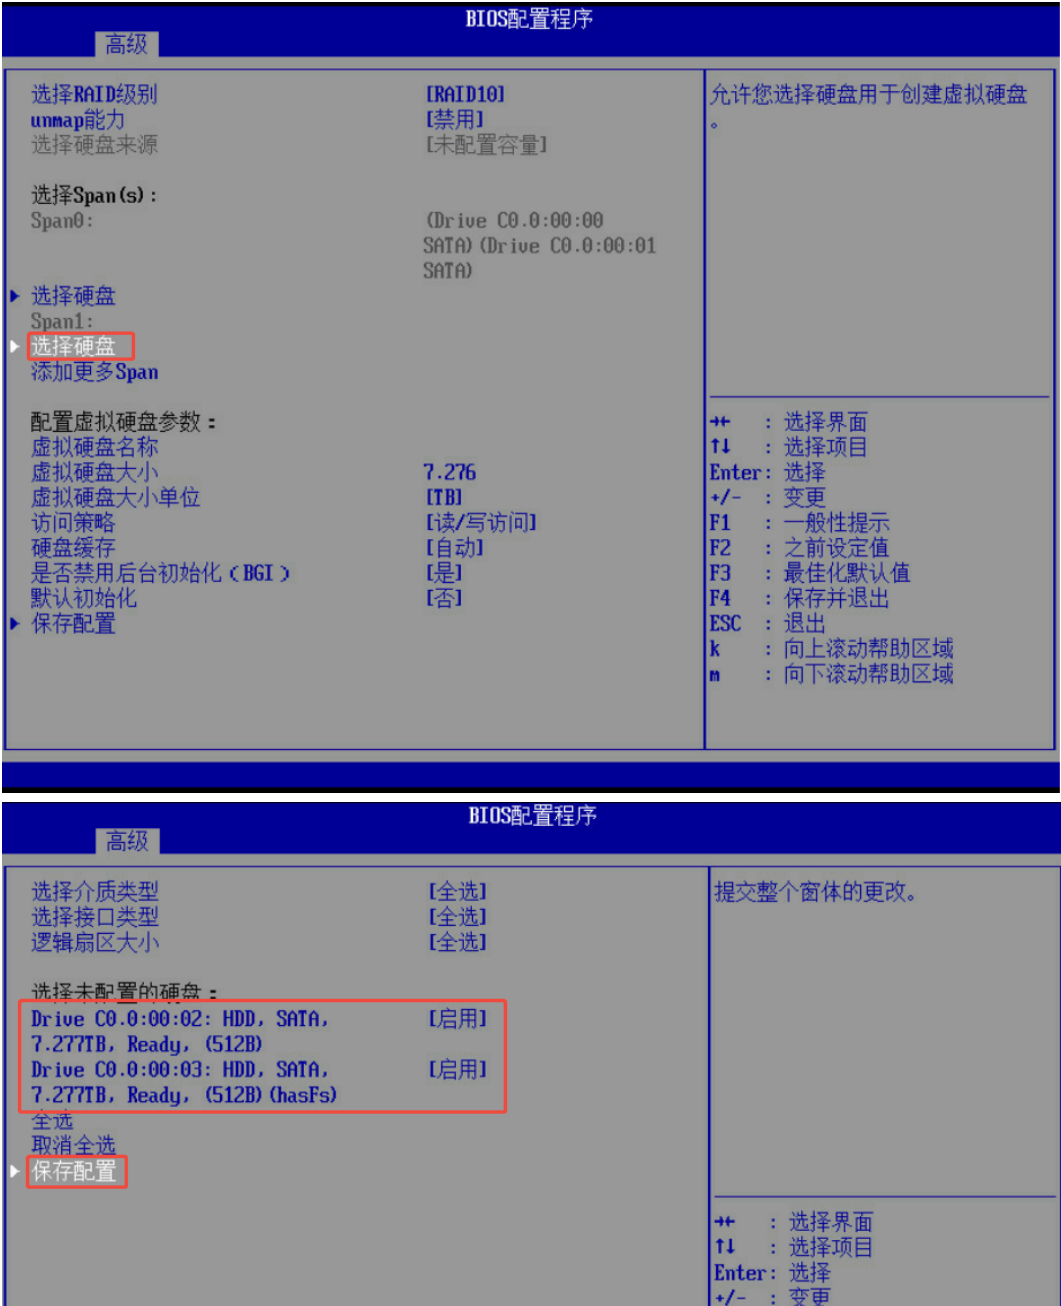 BIOS配置程序
高级
选择RAID级别 [RAID10]
unmap能力 [禁用]
选择硬盘来源 [未配置容量]
选择Span(s):
Span0: (Drive C0.0:00:00
SATA)(Drive C0.0:00:01
SATA)
选择硬盘
Span1:
选择硬盘
添加更多Span
配置虚拟硬盘参数:
虚拟硬盘名称
虚拟硬盘大小 7.276
虚拟硬盘大小单位 [TB]
访问策略 [读/写访问]
硬盘缓存 [自动]
是否禁用后台初始化(BGI) [是]
默认初始化 [否]
保存配置
允许您选择硬盘用于创建虚拟硬盘
。
→← : 选择界面
↑↓ : 选择项目
Enter: 选择
+/- : 变更
F1 : 一般性提示
F2 : 之前设定值
F3 : 最佳化默认值
F4 : 保存并退出
ESC : 退出
k : 向上滚动帮助区域
m : 向下滚动帮助区域
BIOS配置程序
高级
选择介质类型 [全选]
选择接口类型 [全选]
逻辑扇区大小 [全选]
选择未配置的硬盘:
Drive C0.0:00:02: HDD, SATA, [启用]
7.277TB, Ready, (512B)
Drive C0.0:00:03: HDD, SATA, [启用]
7.277TB, Ready, (512B)(hasFs)
全选
取消全选
保存配置
提交整个窗体的更改。
→← : 选择界面
↑↓ : 选择项目
Enter: 选择
+/- : 变更